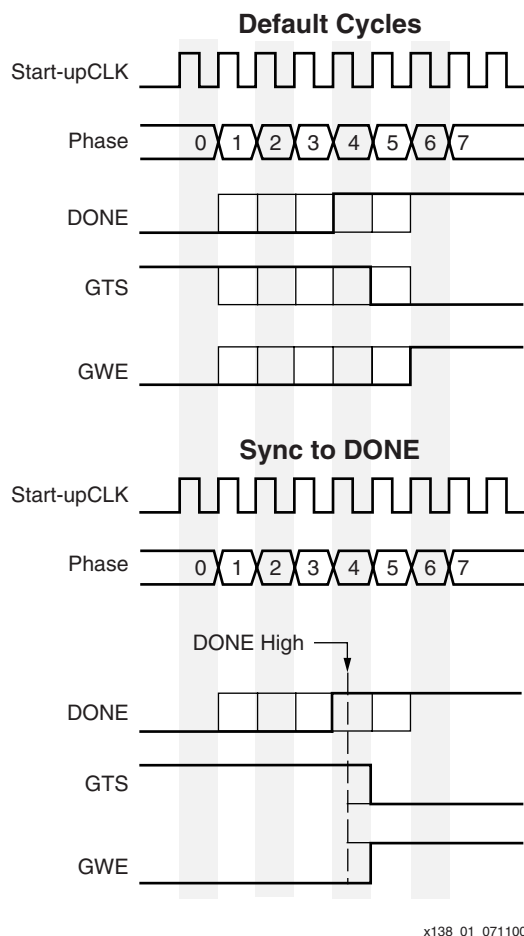 Default Cycles
Start-upCLK
Phase 0 1 2 3 4 5 6 7
DONE
GTS
GWE
Sync to DONE
Start-upCLK
Phase 0 1 2 3 4 5 6 7
DONE High
DONE
GTS
GWE
x138_01_071100